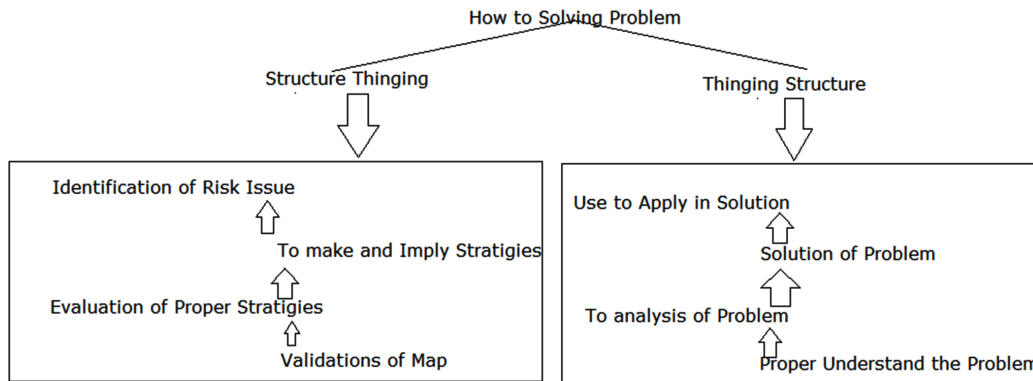 How to Solving Problem
Structure Thinging
Thinging Structure
Identification of Risk Issue
To make and Imply Stratigies
Evaluation of Proper Stratigies
Validations of Map
Use to Apply in Solution
Solution of Problem
To analysis of Problem
Proper Understand the Problem